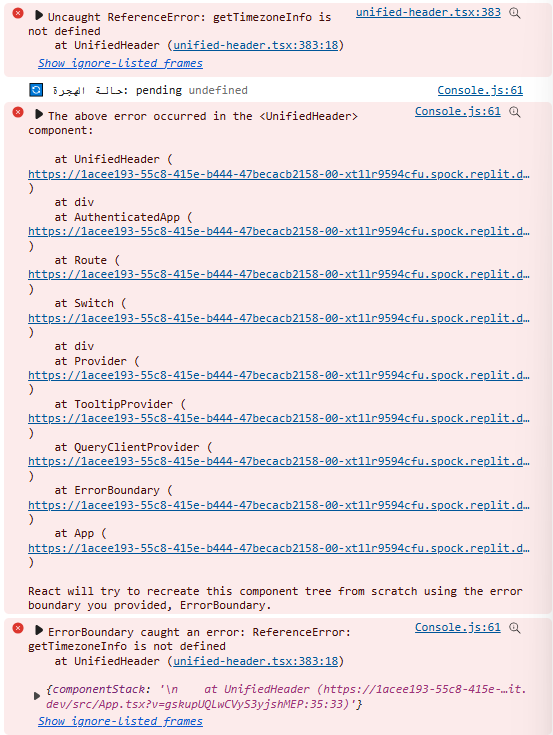 Uncaught ReferenceError: getTimezoneInfo is unified-header.tsx:383
not defined
at UnifiedHeader (unified-header.tsx:383:18)
Show ignore-listed frames
حالة الهجرة: pending undefined Console.js:61
The above error occurred in the <UnifiedHeader> Console.js:61
component:
at UnifiedHeader (
https://1acee193-55c8-415e-b444-47becacb2158-00-xt1lr9594cfu.spock.replit.d…
)
at div
at AuthenticatedApp (
https://1acee193-55c8-415e-b444-47becacb2158-00-xt1lr9594cfu.spock.replit.d…
)
at Route (
https://1acee193-55c8-415e-b444-47becacb2158-00-xt1lr9594cfu.spock.replit.d…
)
at Switch (
https://1acee193-55c8-415e-b444-47becacb2158-00-xt1lr9594cfu.spock.replit.d…
)
at div
at Provider (
https://1acee193-55c8-415e-b444-47becacb2158-00-xt1lr9594cfu.spock.replit.d…
)
at TooltipProvider (
https://1acee193-55c8-415e-b444-47becacb2158-00-xt1lr9594cfu.spock.replit.d…
)
at QueryClientProvider (
https://1acee193-55c8-415e-b444-47becacb2158-00-xt1lr9594cfu.spock.replit.d…
)
at ErrorBoundary (
https://1acee193-55c8-415e-b444-47becacb2158-00-xt1lr9594cfu.spock.replit.d…
)
at App (
https://1acee193-55c8-415e-b444-47becacb2158-00-xt1lr9594cfu.spock.replit.d…
)
React will try to recreate this component tree from scratch using the error
boundary you provided, ErrorBoundary.
ErrorBoundary caught an error: ReferenceError: Console.js:61
getTimezoneInfo is not defined
at UnifiedHeader (unified-header.tsx:383:18)
{componentStack: '\n    at UnifiedHeader (https://1acee193-55c8-415e-…it.
dev/src/App.tsx?v=gskupUQLwCVyS3yjshMEP:35:33)'}
Show ignore-listed frames